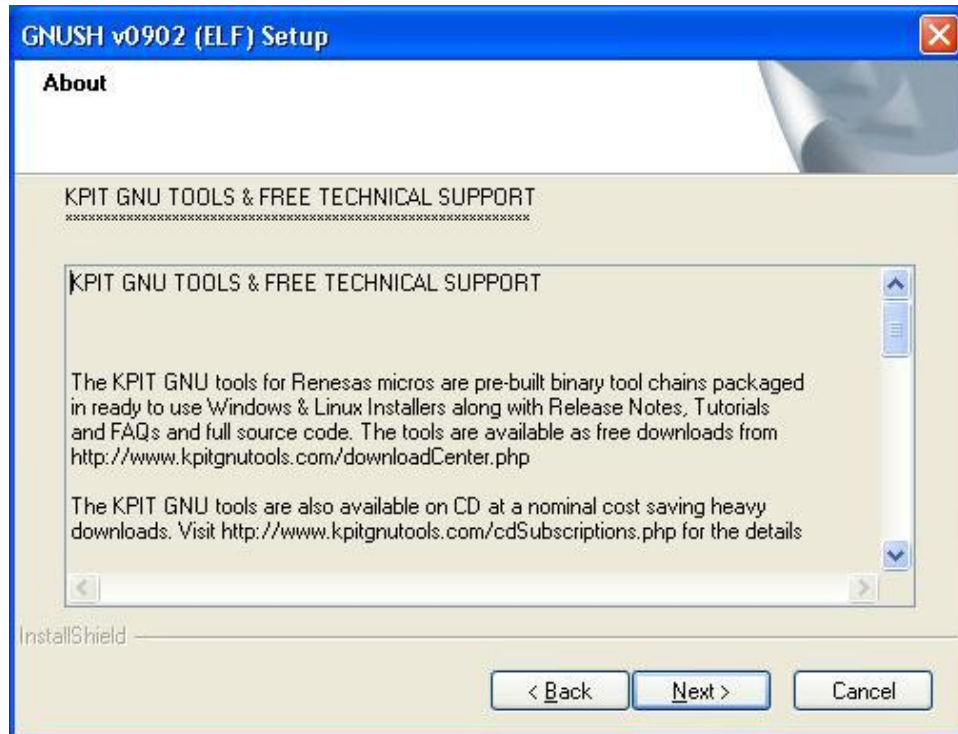 GNUSH v0902 (ELF) Setup
About
KPIT GNU TOOLS & FREE TECHNICAL SUPPORT
KPIT GNU TOOLS & FREE TECHNICAL SUPPORT
The KPIT GNU tools for Renesas micros are pre-built binary tool chains packaged
in ready to use Windows & Linux Installers along with Release Notes, Tutorials
and FAQs and full source code. The tools are available as free downloads from
http://www.kpitgnutools.com/downloadCenter.php
The KPIT GNU tools are also available on CD at a nominal cost saving heavy
downloads. Visit http://www.kpitgnutools.com/cdSubscriptions.php for the details
InstallShield
< Back
Next >
Cancel